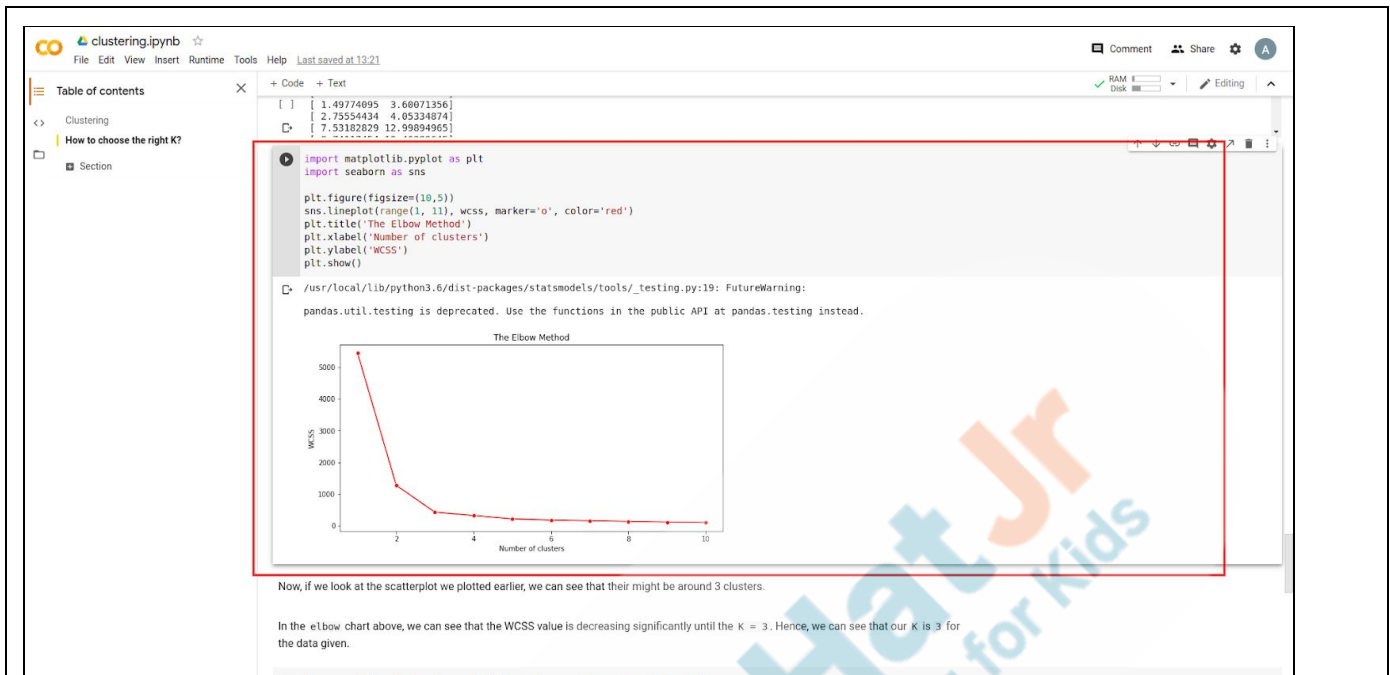 clustering.ipynb
File Edit View Insert Runtime Tools Help Last saved at 13:21
Comment Share A
Table of contents
+ Code + Text
RAM
Disk
Editing
Clustering
How to choose the right K?
Section
[ ] [ 1.49774095 3.60071356]
[ 2.75554434 4.05334874]
[ 7.53182829 12.99894965]
import matplotlib.pyplot as plt
import seaborn as sns
plt.figure(figsize=(10,5))
sns.lineplot(range(1, 11), wcss, marker='o', color='red')
plt.title('The Elbow Method')
plt.xlabel('Number of clusters')
plt.ylabel('WCSS')
plt.show()
/usr/local/lib/python3.6/dist-packages/statsmodels/tools/_testing.py:19: FutureWarning:
pandas.util.testing is deprecated. Use the functions in the public API at pandas.testing instead.
The Elbow Method
5000
4000
3000
2000
1000
0
WCSS
2 4 6 8 10
Number of clusters
Now, if we look at the scatterplot we plotted earlier, we can see that their might be around 3 clusters.
In the elbow chart above, we can see that the WCSS value is decreasing significantly until the K = 3. Hence, we can see that our K is 3 for
the data given.
Hat Jr
for Kids